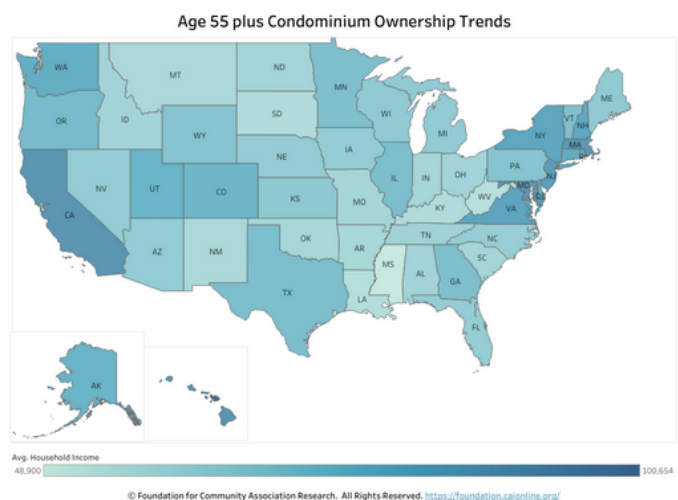 Age 55 plus Condominium Ownership Trends
WA
MT
ND
MN
ME
OR
ID
SD
WI
VT
NH
WY
MI
NY
MA
NE
IA
PA
NJ
NV
UT
CO
IL
IN
OH
MD
CA
KS
MO
WV
VA
KY
AZ
NM
OK
AR
TN
NC
MS
AL
GA
SC
TX
LA
FL
AK
Avg. Household Income
48,900
100,654
© Foundation for Community Association Research. All Rights Reserved. https://foundation.caionline.org/